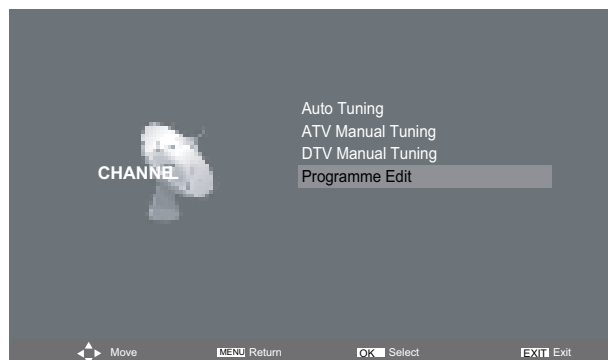 Auto Tuning
ATV Manual Tuning
DTV Manual Tuning
CHANNEL
Programme Edit
Move MENU Return OK Select EXIT Exit